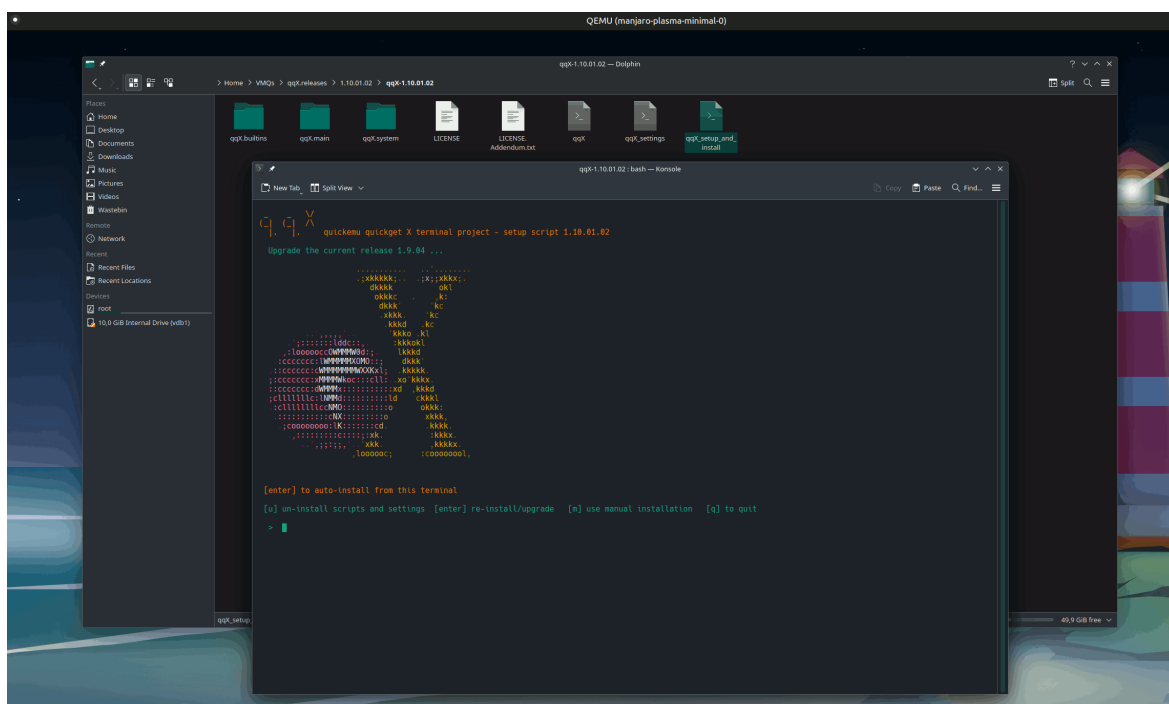 QEMU (manjaro-plasma-minimal-0)
qqX-1.10.01.02 — Dolphin
> Home > VMQs > qqX.releases > 1.10.01.02 > qqX-1.10.01.02
Split
Places
Home
Desktop
Documents
Downloads
Music
Pictures
Videos
Wastebin
Remote
Network
Recent
Recent Files
Recent Locations
Devices
root
10,0 GiB Internal Drive (vdb1)
qqX.builtins
qqX.main
qqX.system
LICENSE
LICENSE.
Addendum.txt
qqX
qqX_settings
qqX_setup_and_
install
qqX-1.10.01.02 : bash — Konsole
New Tab
Split View
Copy
Paste
Find...
quickemu quickget X terminal project - setup script 1.10.01.02
Upgrade the current release 1.9.04 ...
[enter] to auto-install from this terminal
[u] un-install scripts and settings [enter] re-install/upgrade [m] use manual installation [q] to quit
>
qqX_setup_
49,9 GiB free